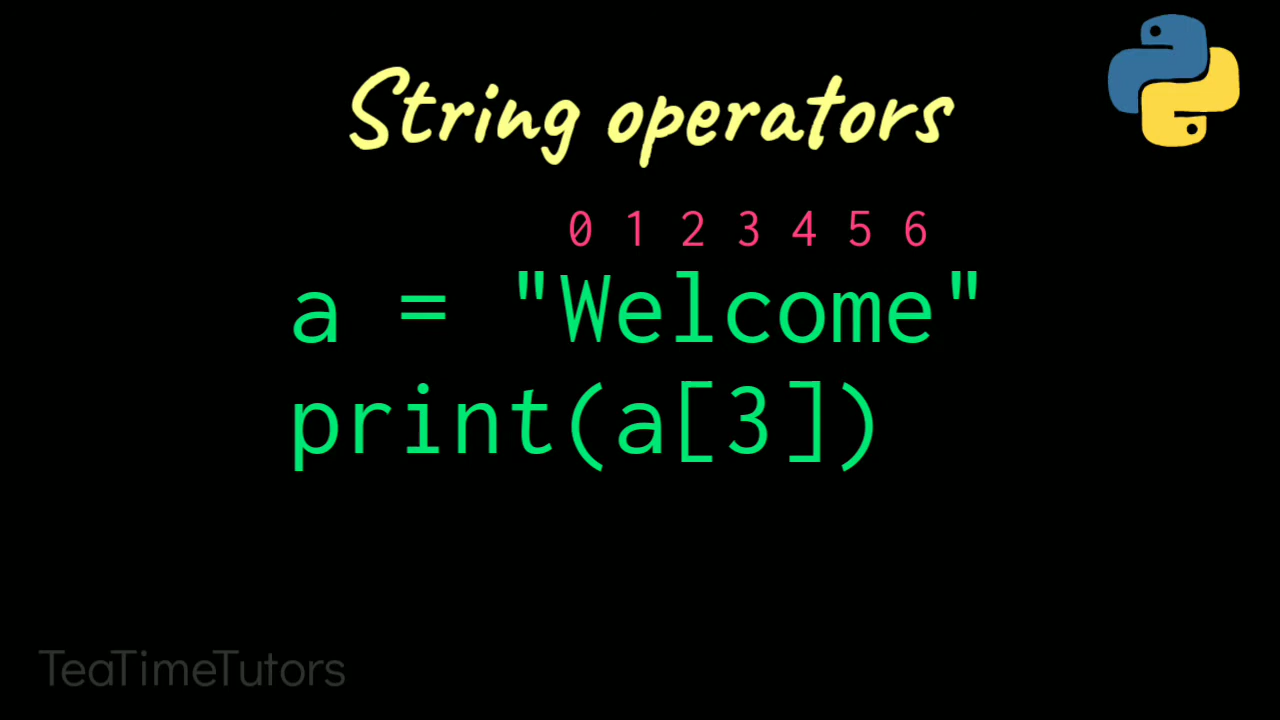 String operators
0 1 2 3 4 5 6
a = "Welcome"
print(a[3])
TeaTimeTutors